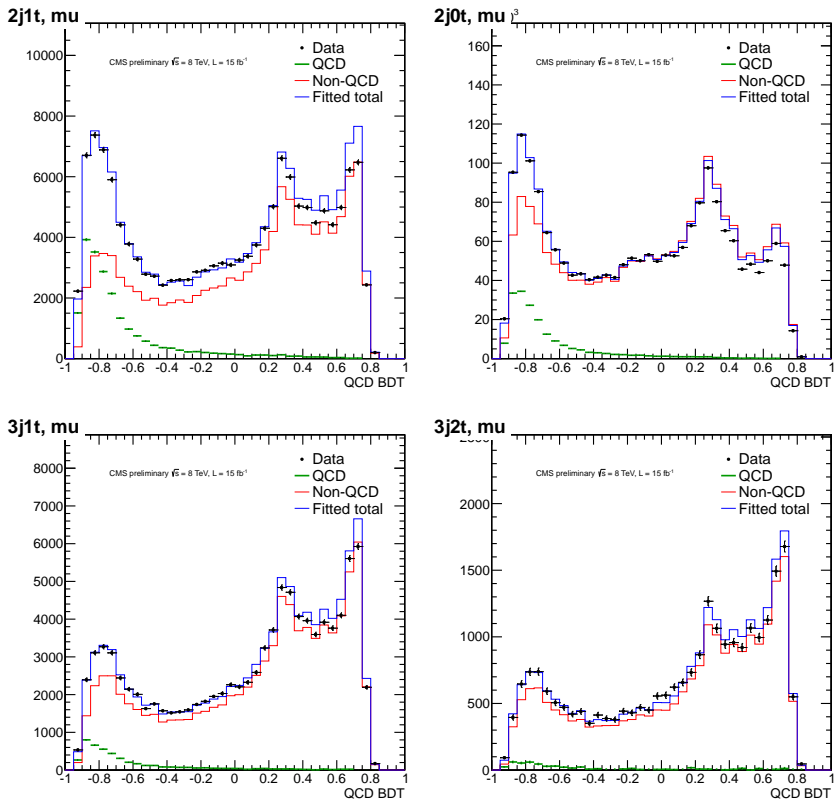 2j1t, mu
10000
8000
6000
4000
2000
0
CMS preliminary √s = 8 TeV, L = 15 fb⁻¹
Data
QCD
Non-QCD
Fitted total
-1 -0.8 -0.6 -0.4 -0.2 0 0.2 0.4 0.6 0.8 1
QCD BDT
2j0t, mu
)³
160
140
120
100
80
60
40
20
0
CMS preliminary √s = 8 TeV, L = 15 fb⁻¹
Data
QCD
Non-QCD
Fitted total
-1 -0.8 -0.6 -0.4 -0.2 0 0.2 0.4 0.6 0.8 1
QCD BDT
3j1t, mu
8000
7000
6000
5000
4000
3000
2000
1000
0
CMS preliminary √s = 8 TeV, L = 15 fb⁻¹
Data
QCD
Non-QCD
Fitted total
-1 -0.8 -0.6 -0.4 -0.2 0 0.2 0.4 0.6 0.8 1
QCD BDT
3j2t, mu
2000
1500
1000
500
0
CMS preliminary √s = 8 TeV, L = 15 fb⁻¹
Data
QCD
Non-QCD
Fitted total
-1 -0.8 -0.6 -0.4 -0.2 0 0.2 0.4 0.6 0.8 1
QCD BDT